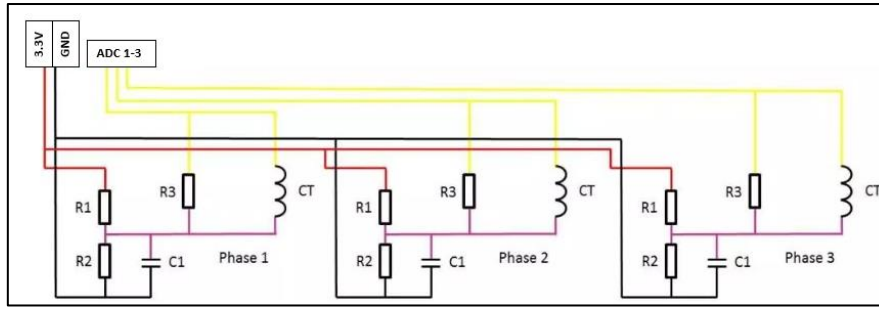 3.3V
GND
ADC 1-3
R1
R3
CT
R2
C1
Phase 1
R1
R3
CT
R2
C1
Phase 2
R1
R3
CT
R2
C1
Phase 3